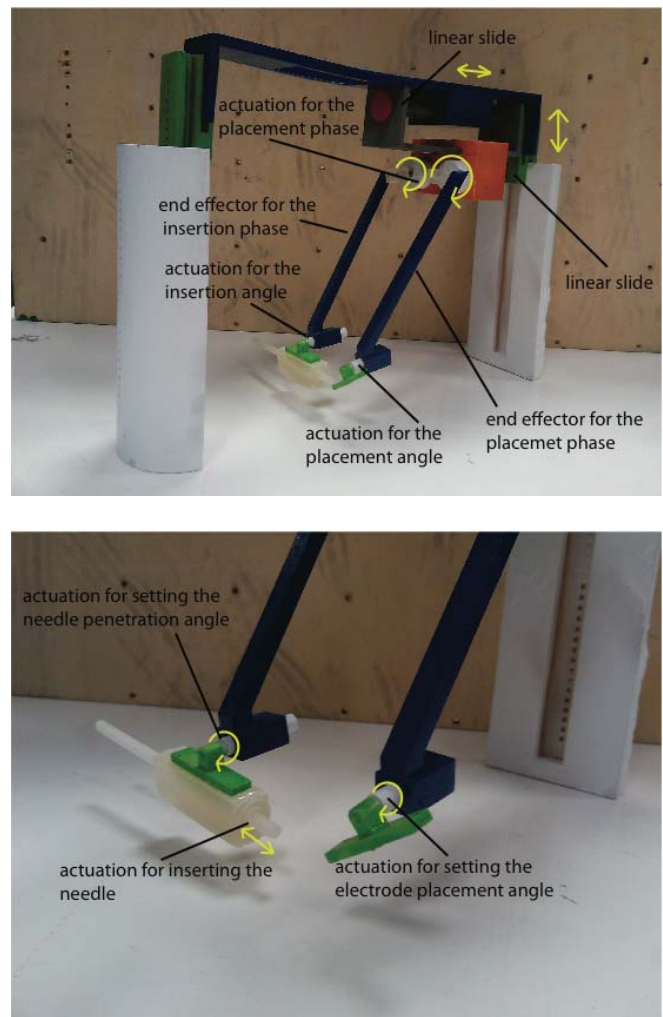 linear slide
actuation for the
placement phase
end effector for the
insertion phase
actuation for the
insertion angle
linear slide
end effector for the
placemet phase
actuation for the
placement angle
actuation for setting the
needle penetration angle
actuation for inserting the
needle
actuation for setting the
electrode placement angle